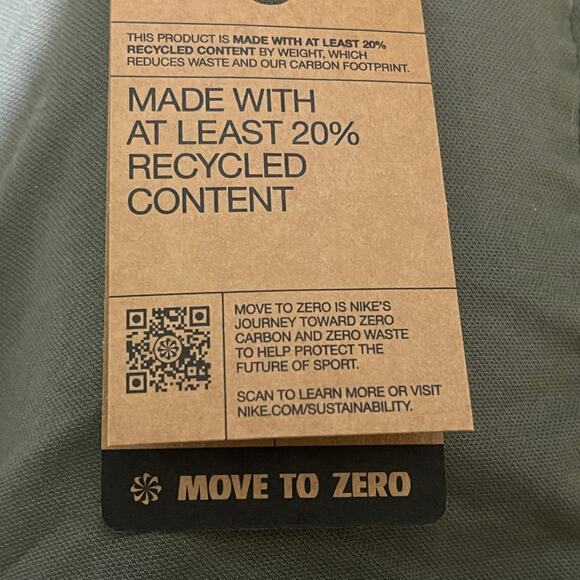 THIS PRODUCT IS MADE WITH AT LEAST 20%
RECYCLED CONTENT BY WEIGHT, WHICH
REDUCES WASTE AND OUR CARBON FOOTPRINT.
MADE WITH
AT LEAST 20%
RECYCLED
CONTENT
MOVE TO ZERO IS NIKE'S
JOURNEY TOWARD ZERO
CARBON AND ZERO WASTE
TO HELP PROTECT THE
FUTURE OF SPORT.
SCAN TO LEARN MORE OR VISIT
NIKE.COM/SUSTAINABILITY.
MOVE TO ZERO